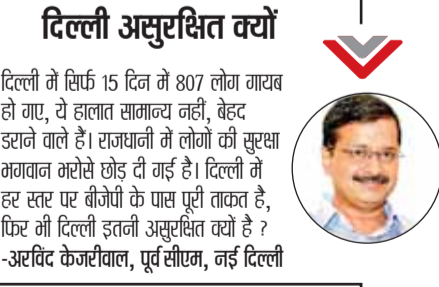 दिल्ली असुरक्षित क्यों
दिल्ली में सिर्फ 15 दिन में 807 लोग गायब
हो गए, ये हालात सामान्य नहीं, बेहद
डराने वाले हैं। राजधानी में लोगों की सुरक्षा
भगवान भरोसे छोड़ दी गई है। दिल्ली में
हर स्तर पर बीजेपी के पास पूरी ताकत है,
फिर भी दिल्ली इतनी असुरक्षित क्यों है ?
-अरविंद केजरीवाल, पूर्व सीएम, नई दिल्ली